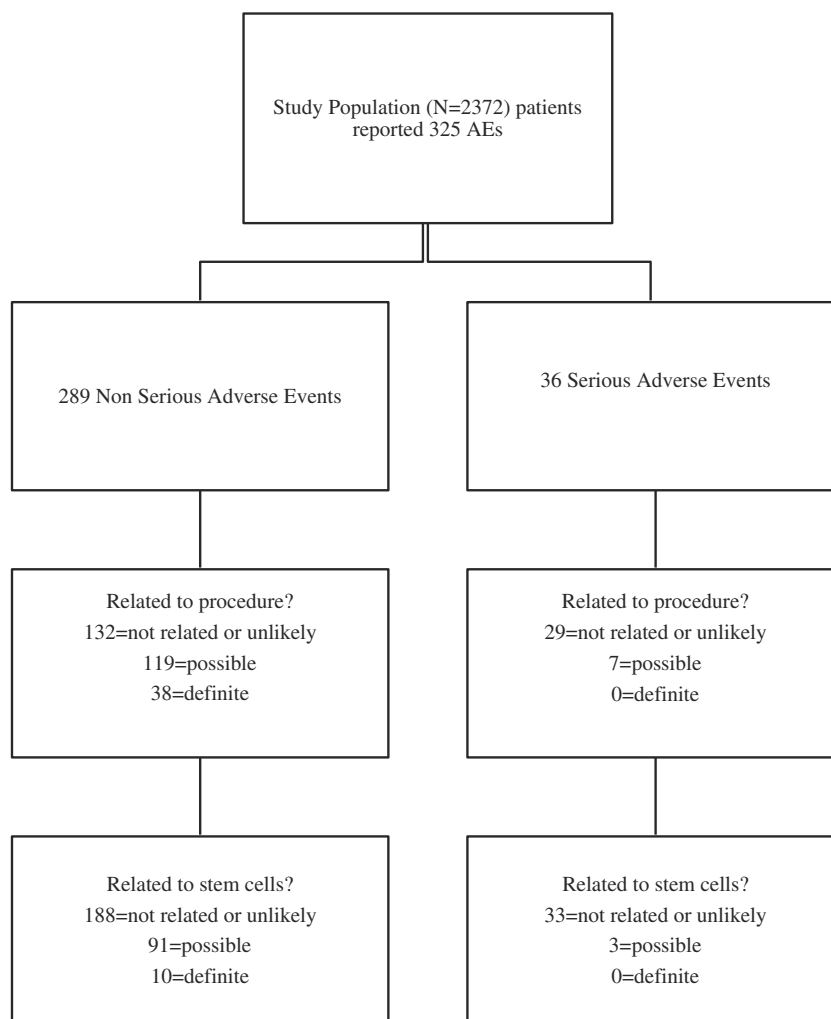 Study Population (N=2372) patients
reported 325 AEs
289 Non Serious Adverse Events
36 Serious Adverse Events
Related to procedure?
132=not related or unlikely
119=possible
38=definite
Related to procedure?
29=not related or unlikely
7=possible
0=definite
Related to stem cells?
188=not related or unlikely
91=possible
10=definite
Related to stem cells?
33=not related or unlikely
3=possible
0=definite